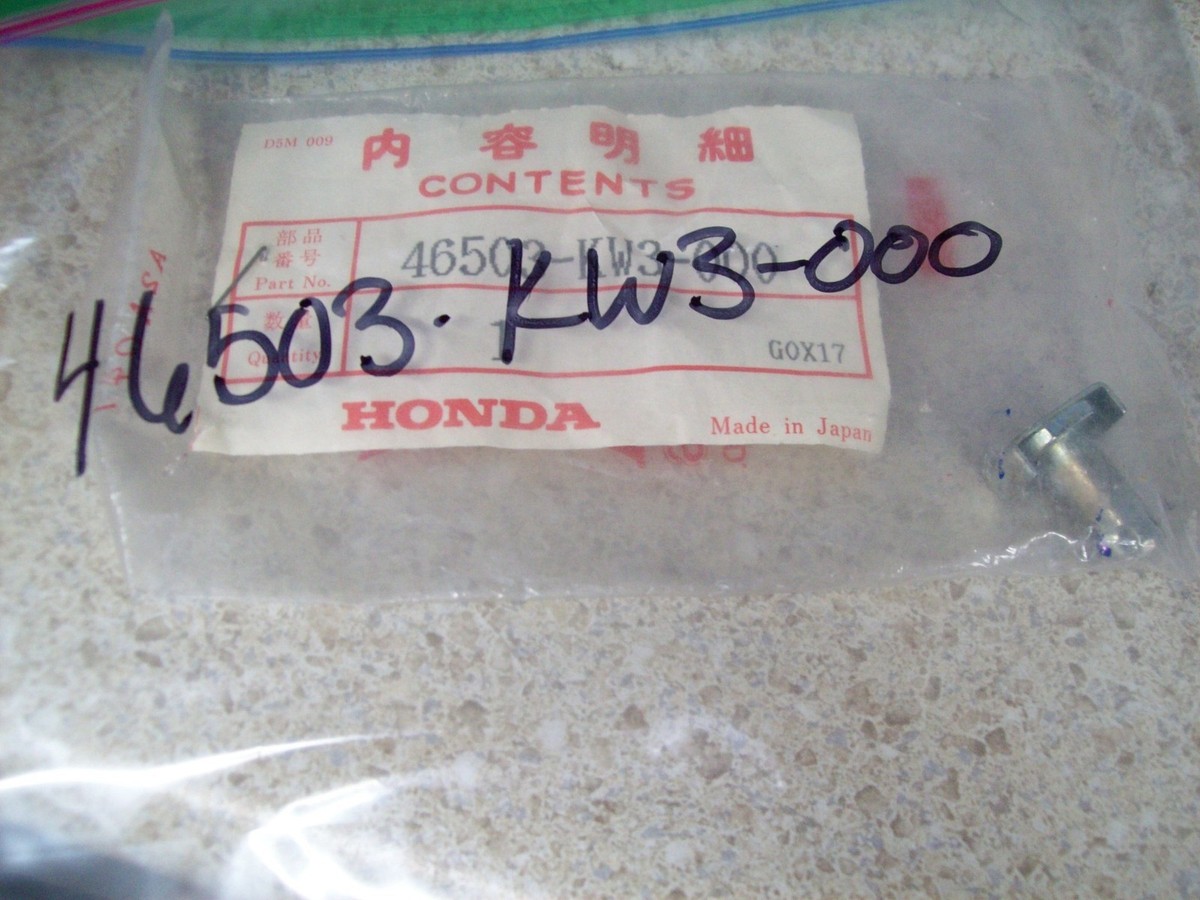 D5M 009
内容明細
CONTENTS
部品
番号
Part No.
46503-KW3-000
46503-KW3-000
数量
Quantity
1
G0X17
HONDA
Made in Japan